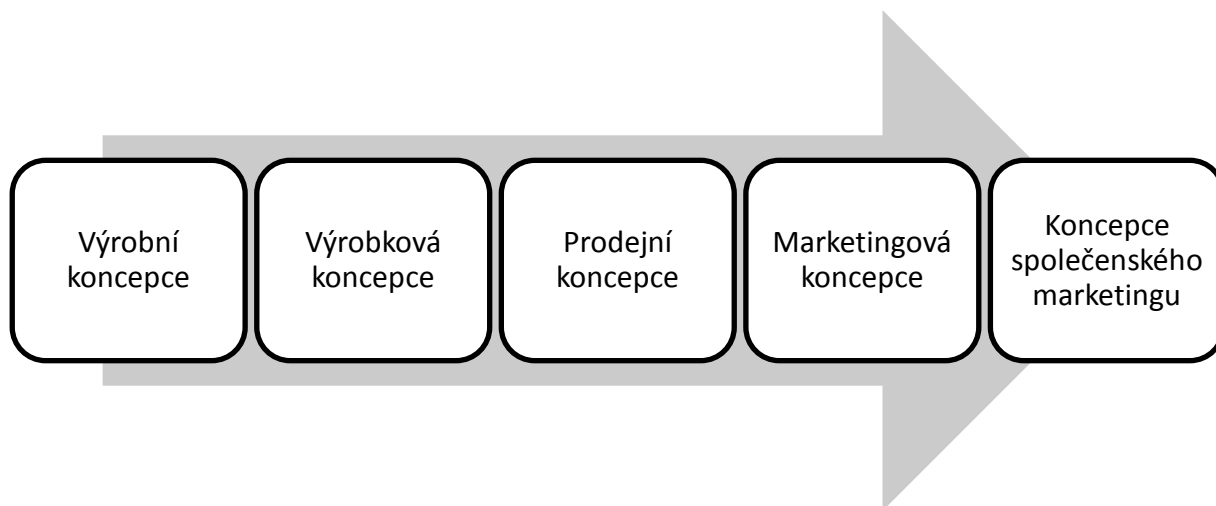 Výrobní
koncepce
Výrobková
koncepce
Prodejní
koncepce
Marketingová
koncepce
Koncepce
společenského
marketingu